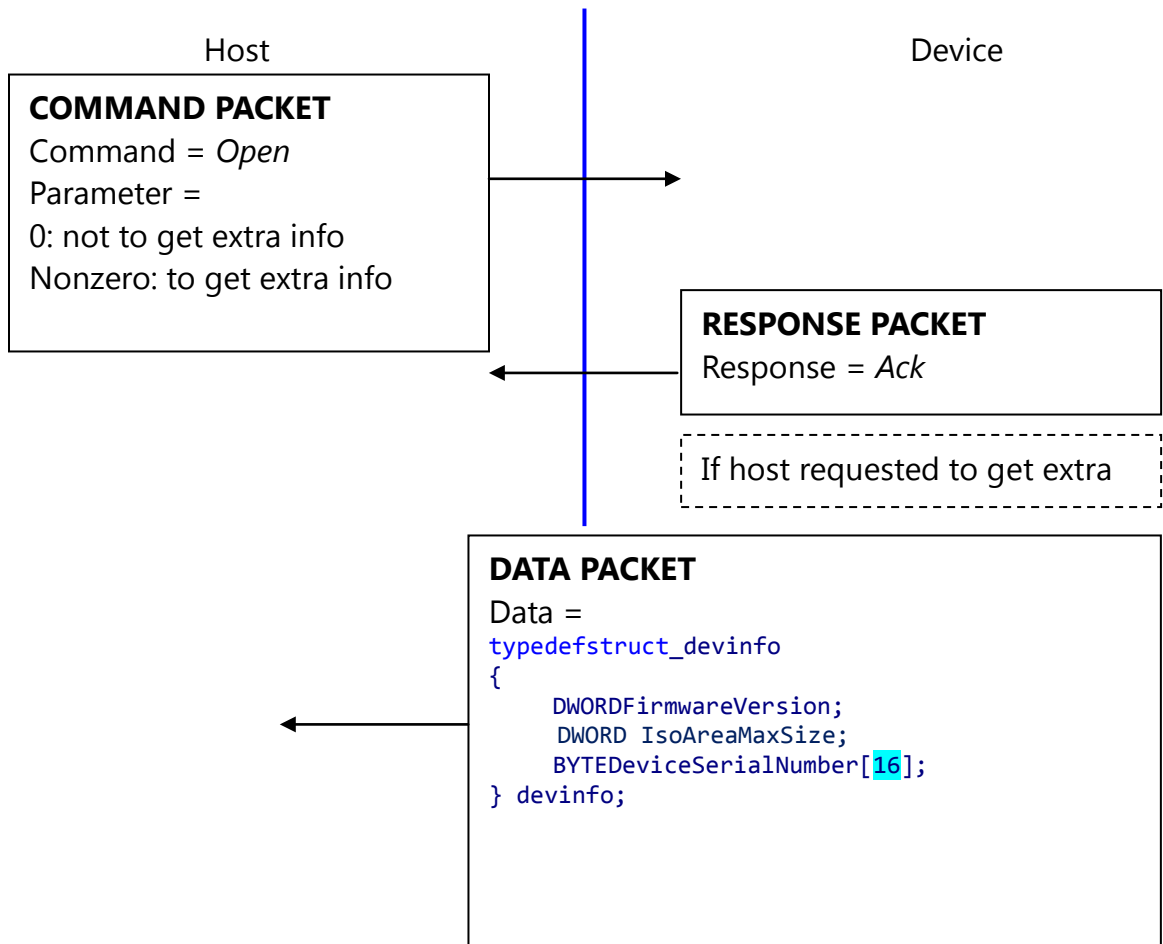 Host
Device
COMMAND PACKET
Command = Open
Parameter =
0: not to get extra info
Nonzero: to get extra info
RESPONSE PACKET
Response = Ack
If host requested to get extra
DATA PACKET
Data =
typedefstruct_devinfo
{
DWORDFirmwareVersion;
DWORD IsoAreaMaxSize;
BYTEDeviceSerialNumber[16];
} devinfo;